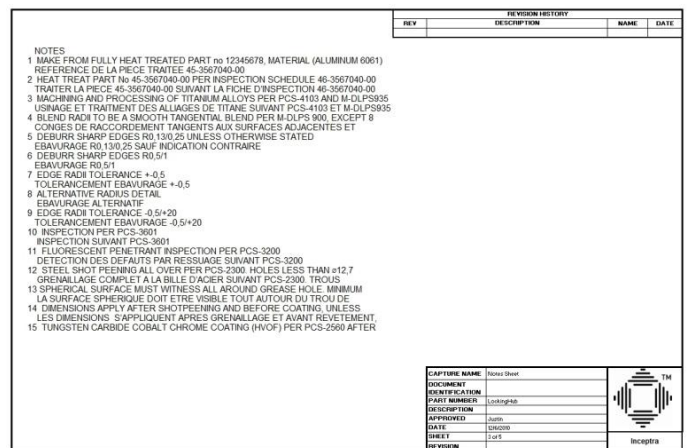 REVISION HISTORY
REV DESCRIPTION NAME DATE
NOTES
1 MAKE FROM FULLY HEAT TREATED PART no 12345678, MATERIAL (ALUMINUM 6061)
REFERENCE DE LA PIECE TRAITEE 45-3567040-00
2 HEAT TREAT PART No 45-3567040-00 PER INSPECTION SCHEDULE 46-3567040-00
TRAITER LA PIECE 45-3567040-00 SUIVANT LA FICHE D'INSPECTION 46-3567040-00
3 MACHINING AND PROCESSING OF TITANIUM ALLOYS PER PCS-4103 AND M-DLPS935
USINAGE ET TRAITMENT DES ALLIAGES DE TITANE SUIVANT PCS-4103 ET M-DLPS935
4 BLEND RADII TO BE A SMOOTH TANGENTIAL BLEND PER M-DLPS 900, EXCEPT 8
CONGES DE RACCORDEMENT TANGENTS AUX SURFACES ADJACENTES ET
5 DEBURR SHARP EDGES R0,13/0,25 UNLESS OTHERWISE STATED
EBAVURAGE R0,13/0,25 SAUF INDICATION CONTRAIRE
6 DEBURR SHARP EDGES R0,5/1
EBAVURAGE R0,5/1
7 EDGE RADII TOLERANCE +-0,5
TOLERANCEMENT EBAVURAGE +-0,5
8 ALTERNATIVE RADIUS DETAIL
EBAVURAGE ALTERNATIF
9 EDGE RADII TOLERANCE -0,5/+20
TOLERANCEMENT EBAVURAGE -0,5/+20
10 INSPECTION PER PCS-3601
INSPECTION SUIVANT PCS-3601
11 FLUORESCENT PENETRANT INSPECTION PER PCS-3200
DETECTION DES DEFAUTS PAR RESSUAGE SUIVANT PCS-3200
12 STEEL SHOT PEENING ALL OVER PER PCS-2300. HOLES LESS THAN ø12,7
GRENAILLAGE COMPLET A LA BILLE D'ACIER SUIVANT PCS-2300. TROUS
13 SPHERICAL SURFACE MUST WITNESS ALL AROUND GREASE HOLE. MINIMUM
LA SURFACE SPHERIQUE DOIT ETRE VISIBLE TOUT AUTOUR DU TROU DE
14 DIMENSIONS APPLY AFTER SHOTPEENING AND BEFORE COATING, UNLESS
LES DIMENSIONS S'APPLIQUENT APRES GRENAILLAGE ET AVANT REVETEMENT,
15 TUNGSTEN CARBIDE COBALT CHROME COATING (HVOF) PER PCS-2560 AFTER
CAPTURE NAME Notes Sheet
DOCUMENT IDENTIFICATION
PART NUMBER LockingHub
DESCRIPTION
APPROVED Justin
DATE
SHEET 3 of 5
REVISION
TM
Inceptra